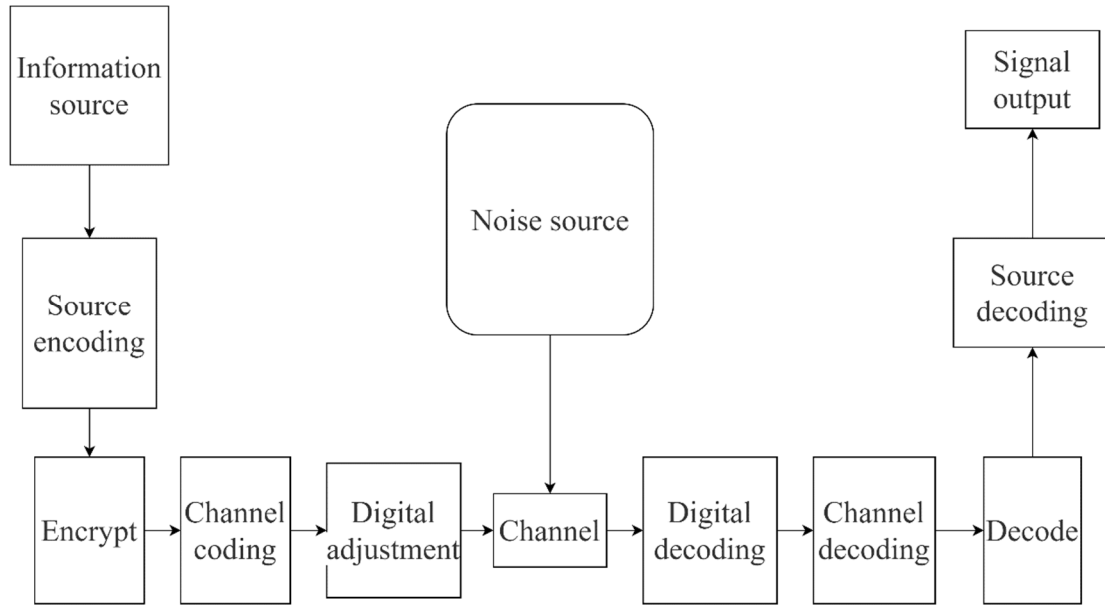 Information
source
Source
encoding
Encrypt
Channel
coding
Digital
adjustment
Noise source
Channel
Digital
decoding
Channel
decoding
Decode
Source
decoding
Signal
output